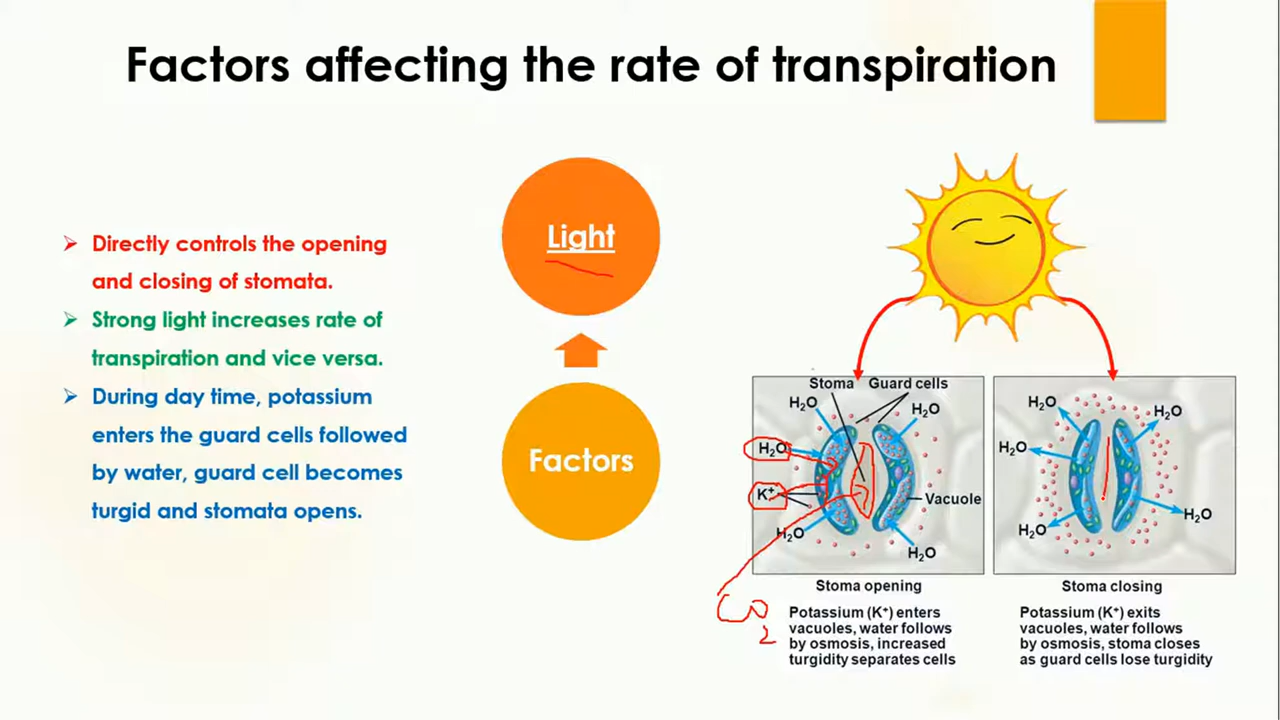 Factors affecting the rate of transpiration
➢ Directly controls the opening
and closing of stomata.
➢ Strong light increases rate of
transpiration and vice versa.
➢ During day time, potassium
enters the guard cells followed
by water, guard cell becomes
turgid and stomata opens.
Light
Factors
Stoma Guard cells
H₂O
H₂O
H₂O
K⁺
Vacuole
H₂O
H₂O
CO₂
Stoma opening
Potassium (K⁺) enters
vacuoles, water follows
by osmosis, increased
turgidity separates cells
H₂O
H₂O
H₂O
H₂O
H₂O
Stoma closing
Potassium (K⁺) exits
vacuoles, water follows
by osmosis, stoma closes
as guard cells lose turgidity